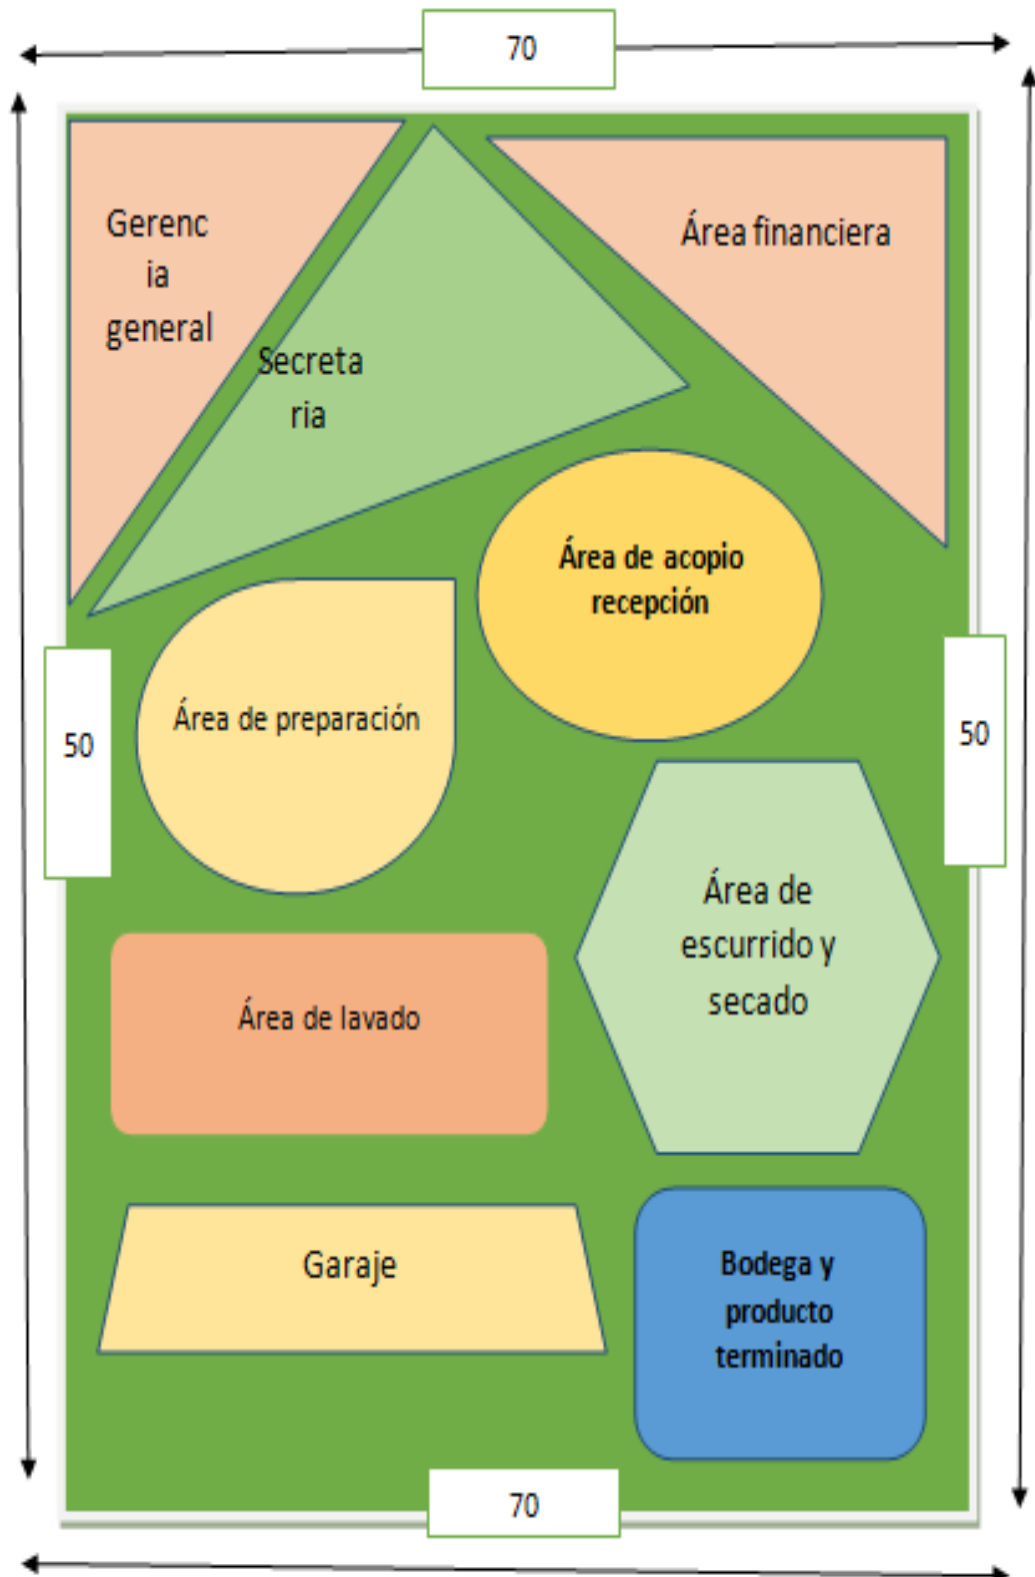 70
Gerenc
ia
general
Área financiera
Secreta
ria
Área de acopio
recepción
Área de preparación
50
50
Área de
escurrido y
secado
Área de lavado
Garaje
Bodega y
producto
terminado
70